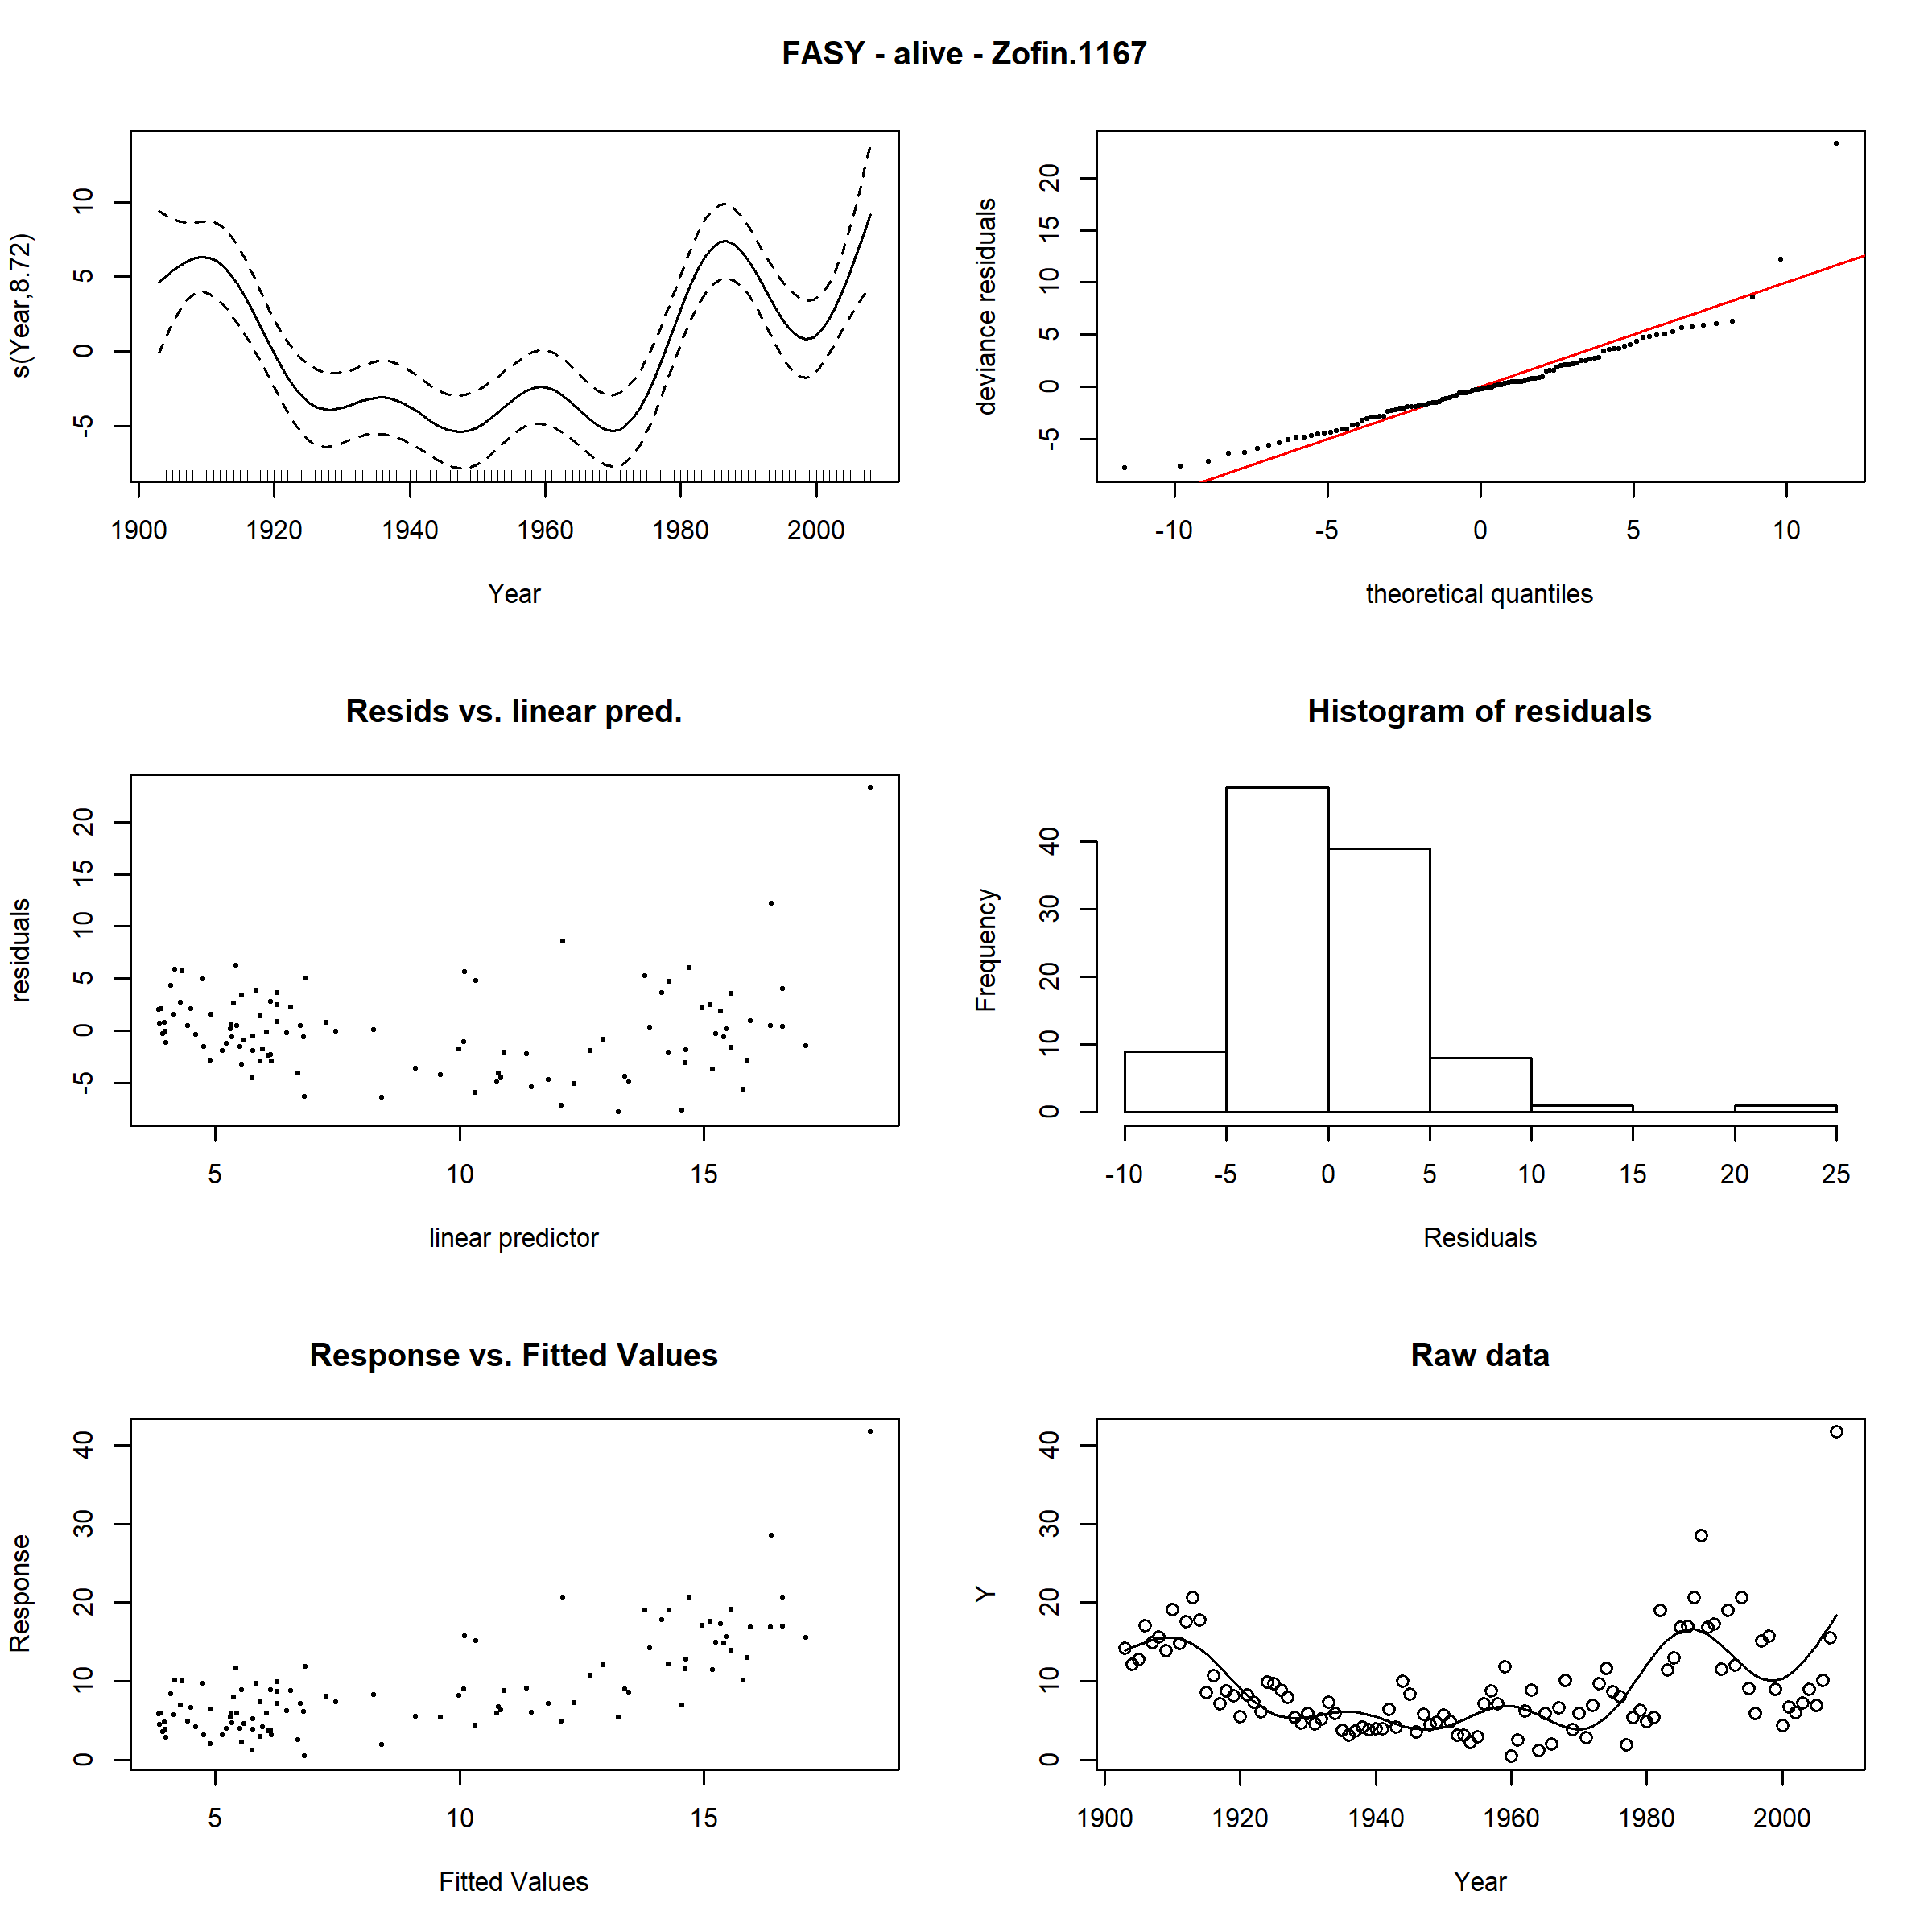 FASY - alive - Zofin.1167
s(Year,8.72)
10
5
0
-5
1900 1920 1940 1960 1980 2000
Year
deviance residuals
20
15
10
5
0
-5
-10 -5 0 5 10
theoretical quantiles
Resids vs. linear pred.
residuals
20
15
10
5
0
-5
5 10 15
linear predictor
Histogram of residuals
Frequency
40
30
20
10
0
-10 -5 0 5 10 15 20 25
Residuals
Response vs. Fitted Values
Response
40
30
20
10
0
5 10 15
Fitted Values
Raw data
Y
40
30
20
10
0
1900 1920 1940 1960 1980 2000
Year